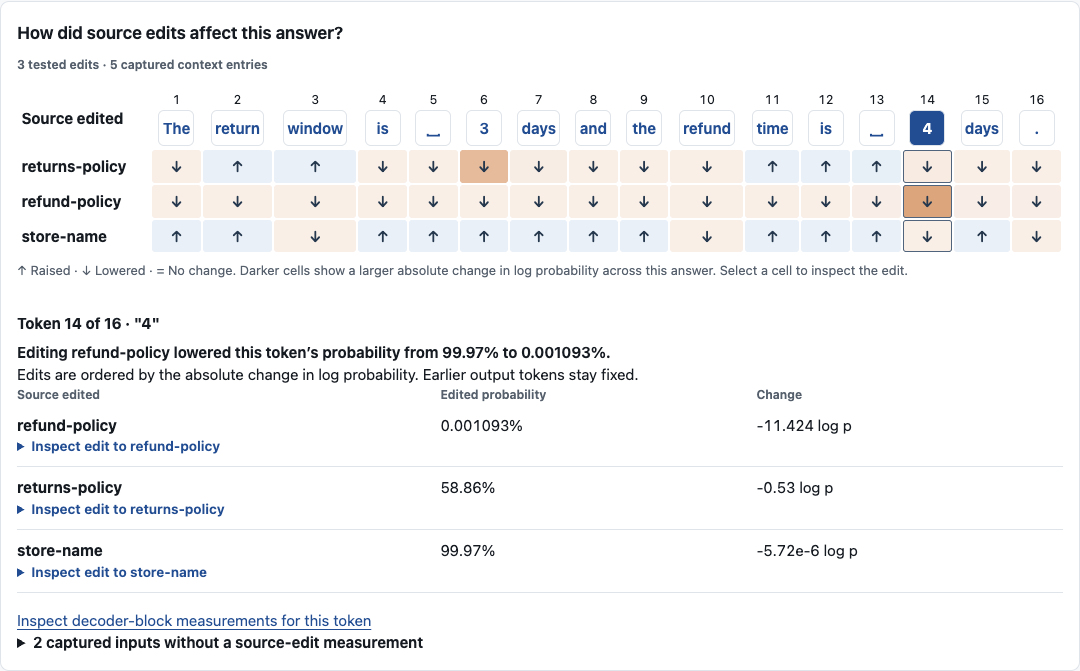 How did source edits affect this answer?
3 tested edits · 5 captured context entries
1 2 3 4 5 6 7 8 9 10 11 12 13 14 15 16
Source edited The return window is ⎵ 3 days and the refund time is ⎵ 4 days .
returns-policy ↓ ↑ ↑ ↓ ↓ ↓ ↓ ↓ ↓ ↓ ↑ ↑ ↑ ↓ ↓ ↓
refund-policy ↓ ↓ ↓ ↓ ↓ ↓ ↓ ↓ ↓ ↓ ↓ ↓ ↓ ↓ ↓ ↓
store-name ↑ ↑ ↓ ↑ ↑ ↑ ↑ ↑ ↑ ↓ ↑ ↑ ↑ ↓ ↑ ↓
↑ Raised · ↓ Lowered · = No change. Darker cells show a larger absolute change in log probability across this answer. Select a cell to inspect the edit.
Token 14 of 16 · "4"
Editing refund-policy lowered this token’s probability from 99.97% to 0.001093%.
Edits are ordered by the absolute change in log probability. Earlier output tokens stay fixed.
Source edited Edited probability Change
refund-policy 0.001093% -11.424 log p
▶ Inspect edit to refund-policy
returns-policy 58.86% -0.53 log p
▶ Inspect edit to returns-policy
store-name 99.97% -5.72e-6 log p
▶ Inspect edit to store-name
Inspect decoder-block measurements for this token
▶ 2 captured inputs without a source-edit measurement